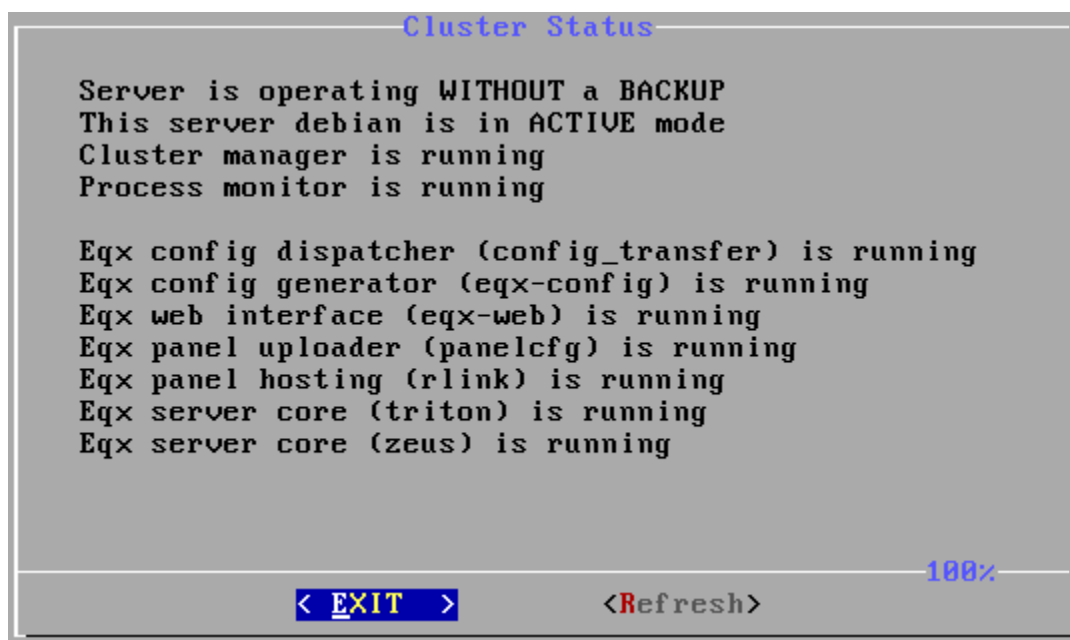 Cluster Status
Server is operating WITHOUT a BACKUP
This server debian is in ACTIVE mode
Cluster manager is running
Process monitor is running
Eqx config dispatcher (config_transfer) is running
Eqx config generator (eqx-config) is running
Eqx web interface (eqx-web) is running
Eqx panel uploader (panelcfg) is running
Eqx panel hosting (rlink) is running
Eqx server core (triton) is running
Eqx server core (zeus) is running
100%
< EXIT > <Refresh>